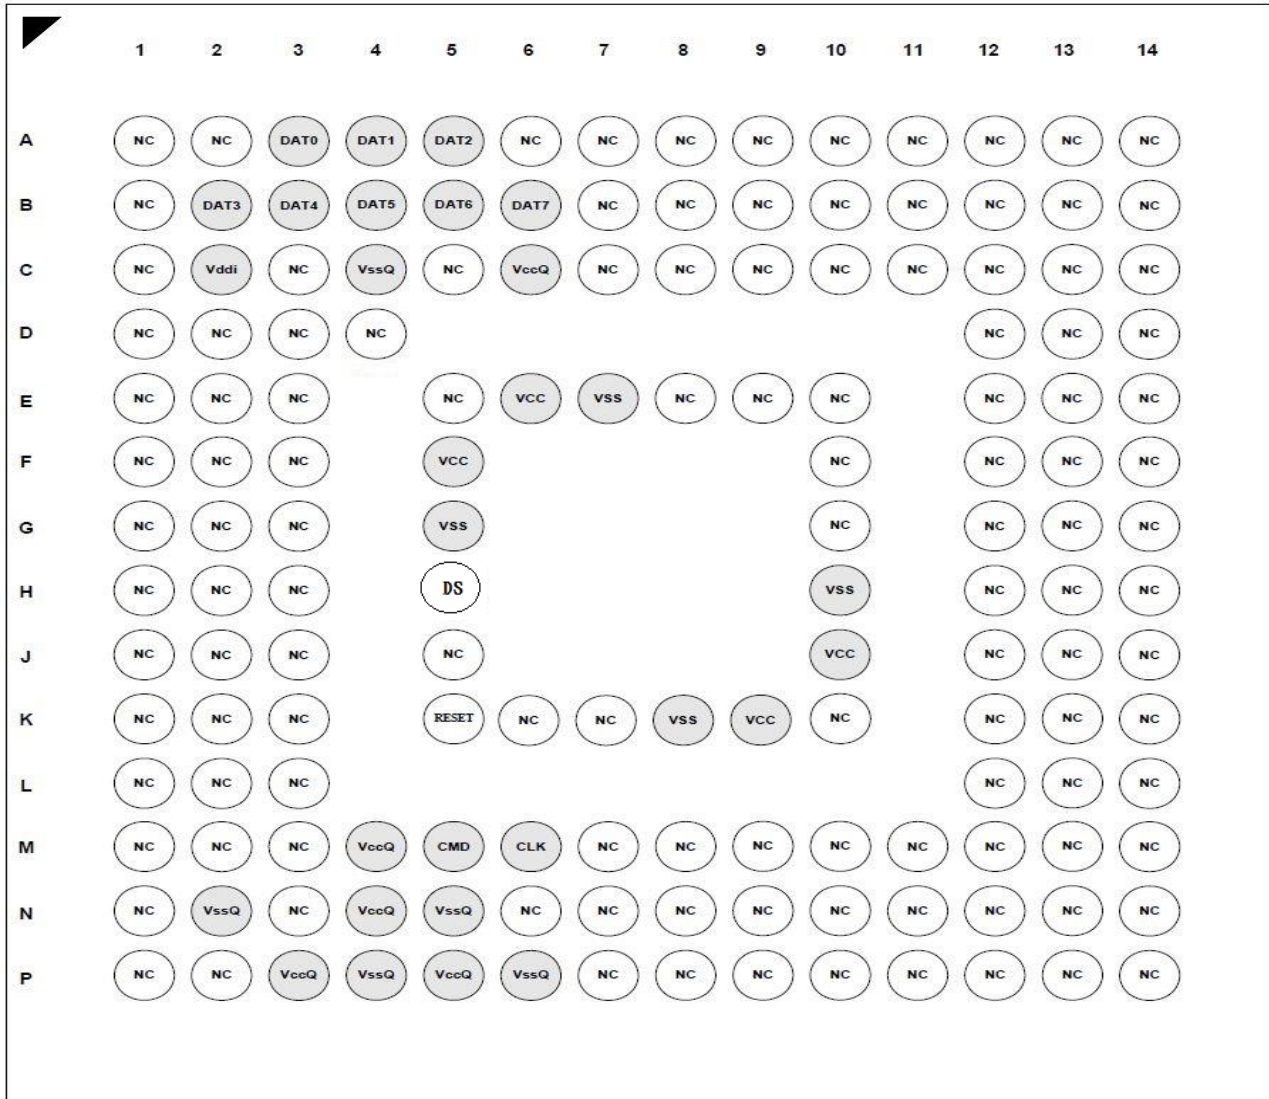 1 2 3 4 5 6 7 8 9 10 11 12 13 14
A NC NC DAT0 DAT1 DAT2 NC NC NC NC NC NC NC NC NC
B NC DAT3 DAT4 DAT5 DAT6 DAT7 NC NC NC NC NC NC NC NC
C NC Vddi NC VssQ NC VccQ NC NC NC NC NC NC NC NC
D NC NC NC NC NC NC NC
E NC NC NC NC VCC VSS NC NC NC NC NC NC
F NC NC NC VCC NC NC NC NC
G NC NC NC VSS NC NC NC NC
H NC NC NC DS VSS NC NC NC
J NC NC NC NC VCC NC NC NC
K NC NC NC RESET NC NC VSS VCC NC NC NC NC
L NC NC NC NC NC NC
M NC NC NC VccQ CMD CLK NC NC NC NC NC NC NC NC
N NC VssQ NC VccQ VssQ NC NC NC NC NC NC NC NC NC
P NC NC VccQ VssQ VccQ VssQ NC NC NC NC NC NC NC NC